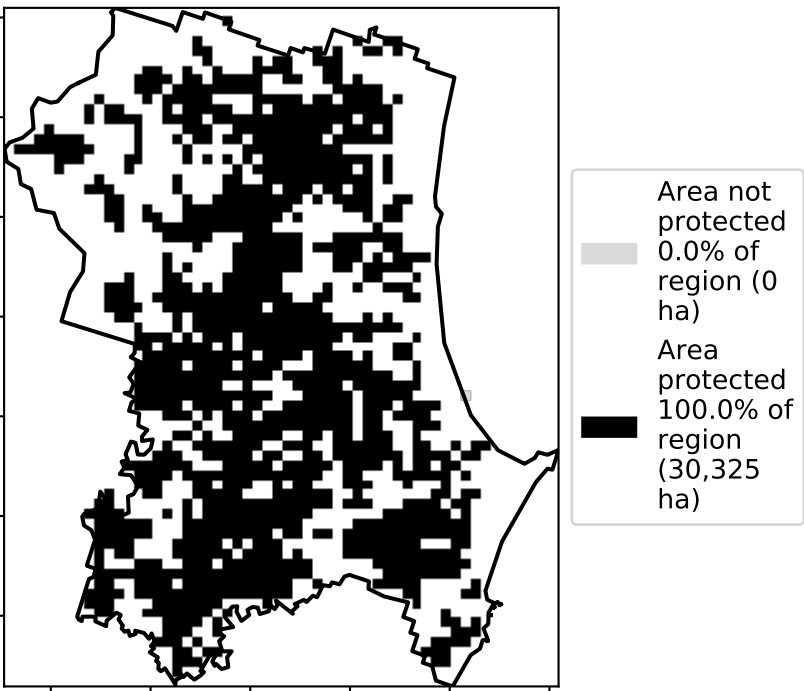 Area not
protected
0.0% of
region (0
ha)
Area
protected
100.0% of
region
(30,325
ha)